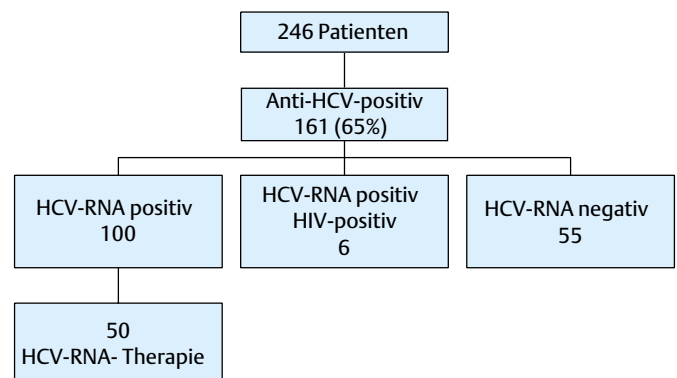 246 Patienten
Anti-HCV-positiv
161 (65%)
HCV-RNA positiv
100
HCV-RNA positiv
HIV-positiv
6
HCV-RNA negativ
55
50
HCV-RNA- Therapie